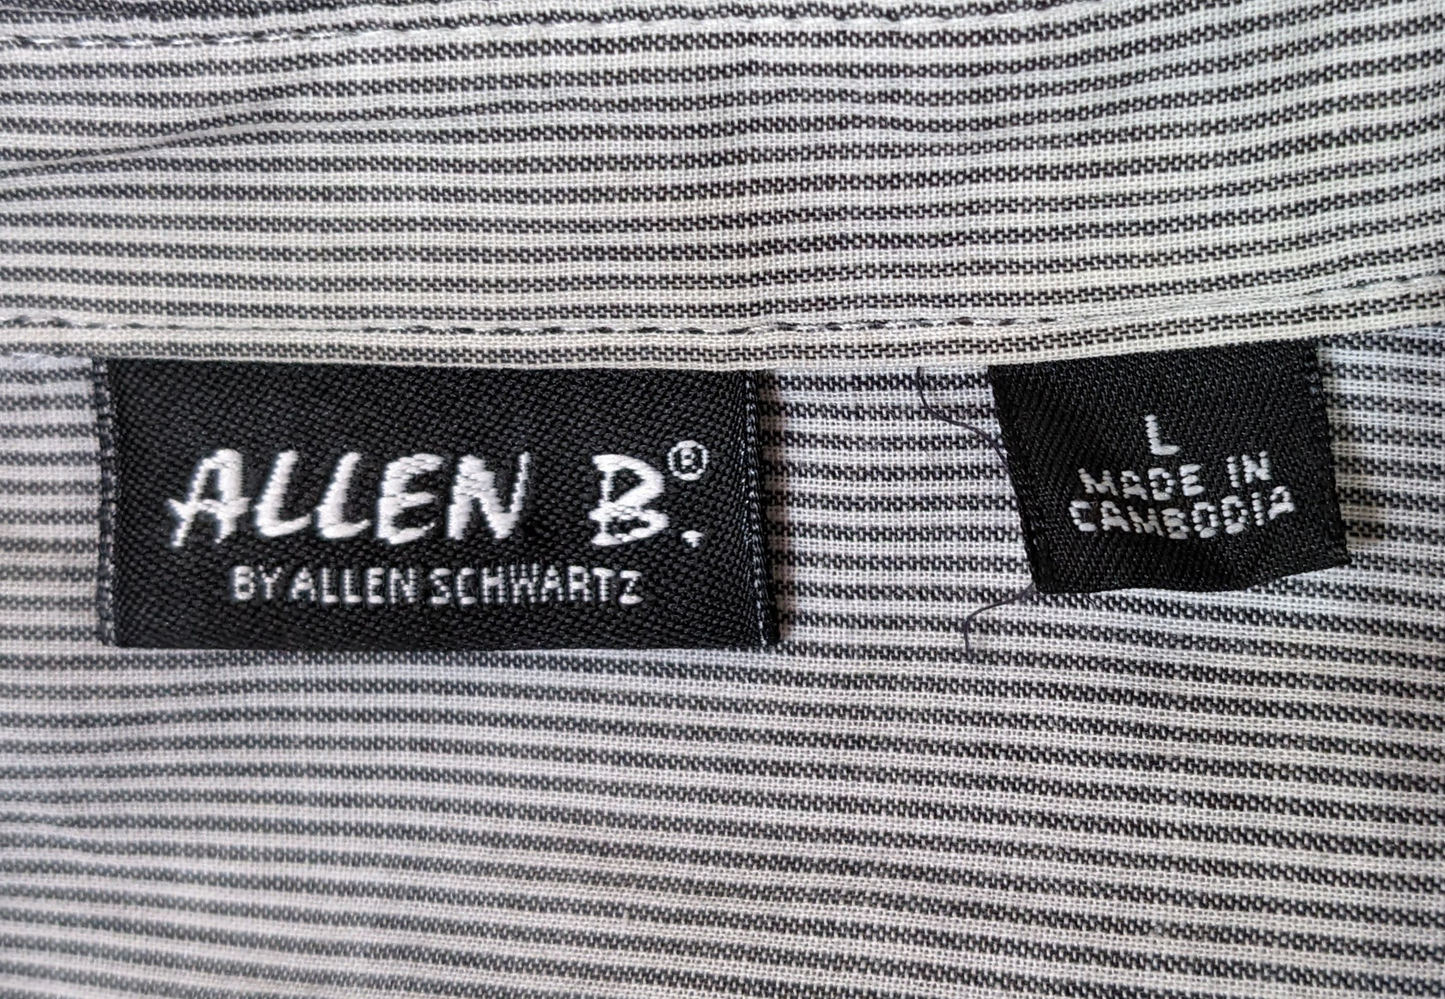 ALLEN B.®
BY ALLEN SCHWARTZ
L
MADE IN
CAMBODIA